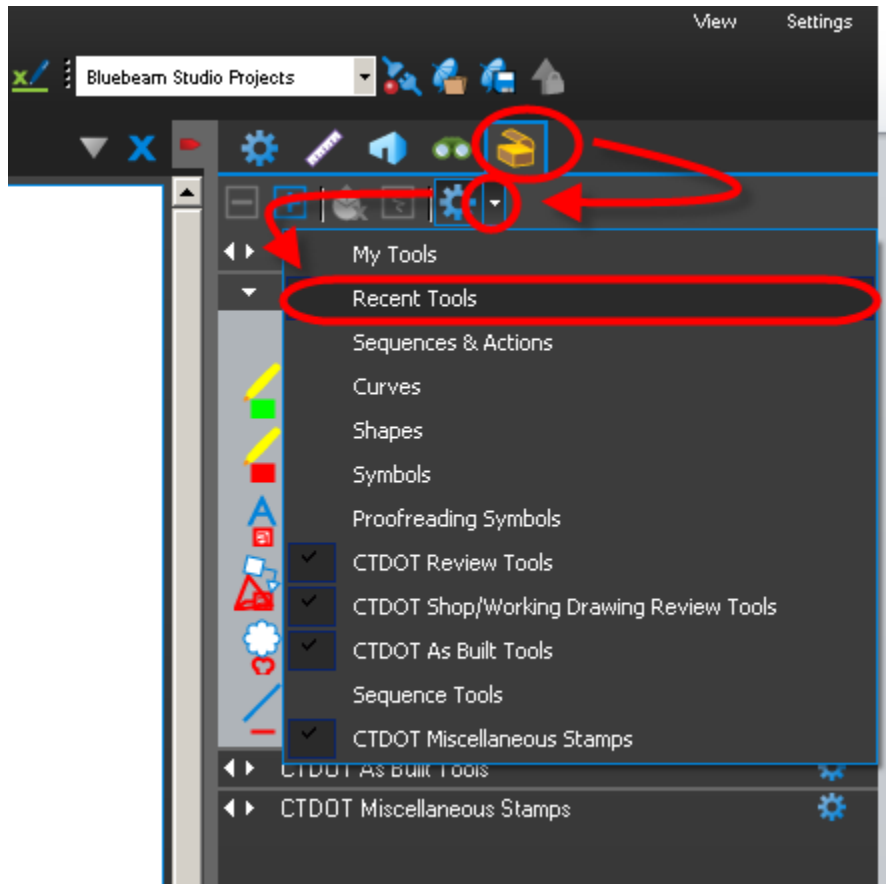 View Settings
Bluebeam Studio Projects
My Tools
Recent Tools
Sequences & Actions
Curves
Shapes
Symbols
Proofreading Symbols
CTDOT Review Tools
CTDOT Shop/Working Drawing Review Tools
CTDOT As Built Tools
Sequence Tools
CTDOT Miscellaneous Stamps
CTDOT As Built Tools
CTDOT Miscellaneous Stamps